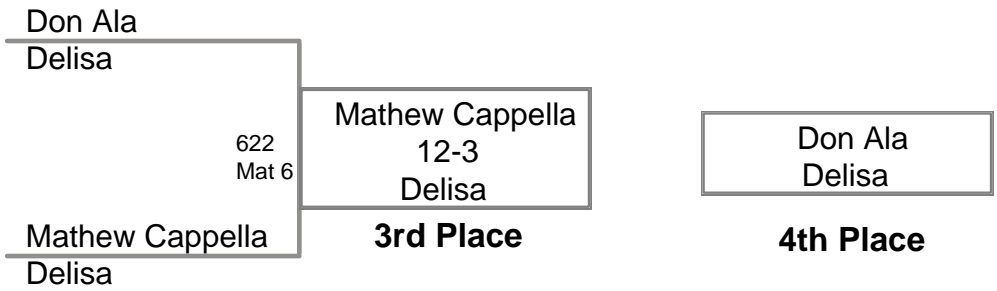 Don Ala
Delisa
622
Mat 6
Mathew Cappella
Delisa
Mathew Cappella
12-3
Delisa
3rd Place
Don Ala
Delisa
4th Place